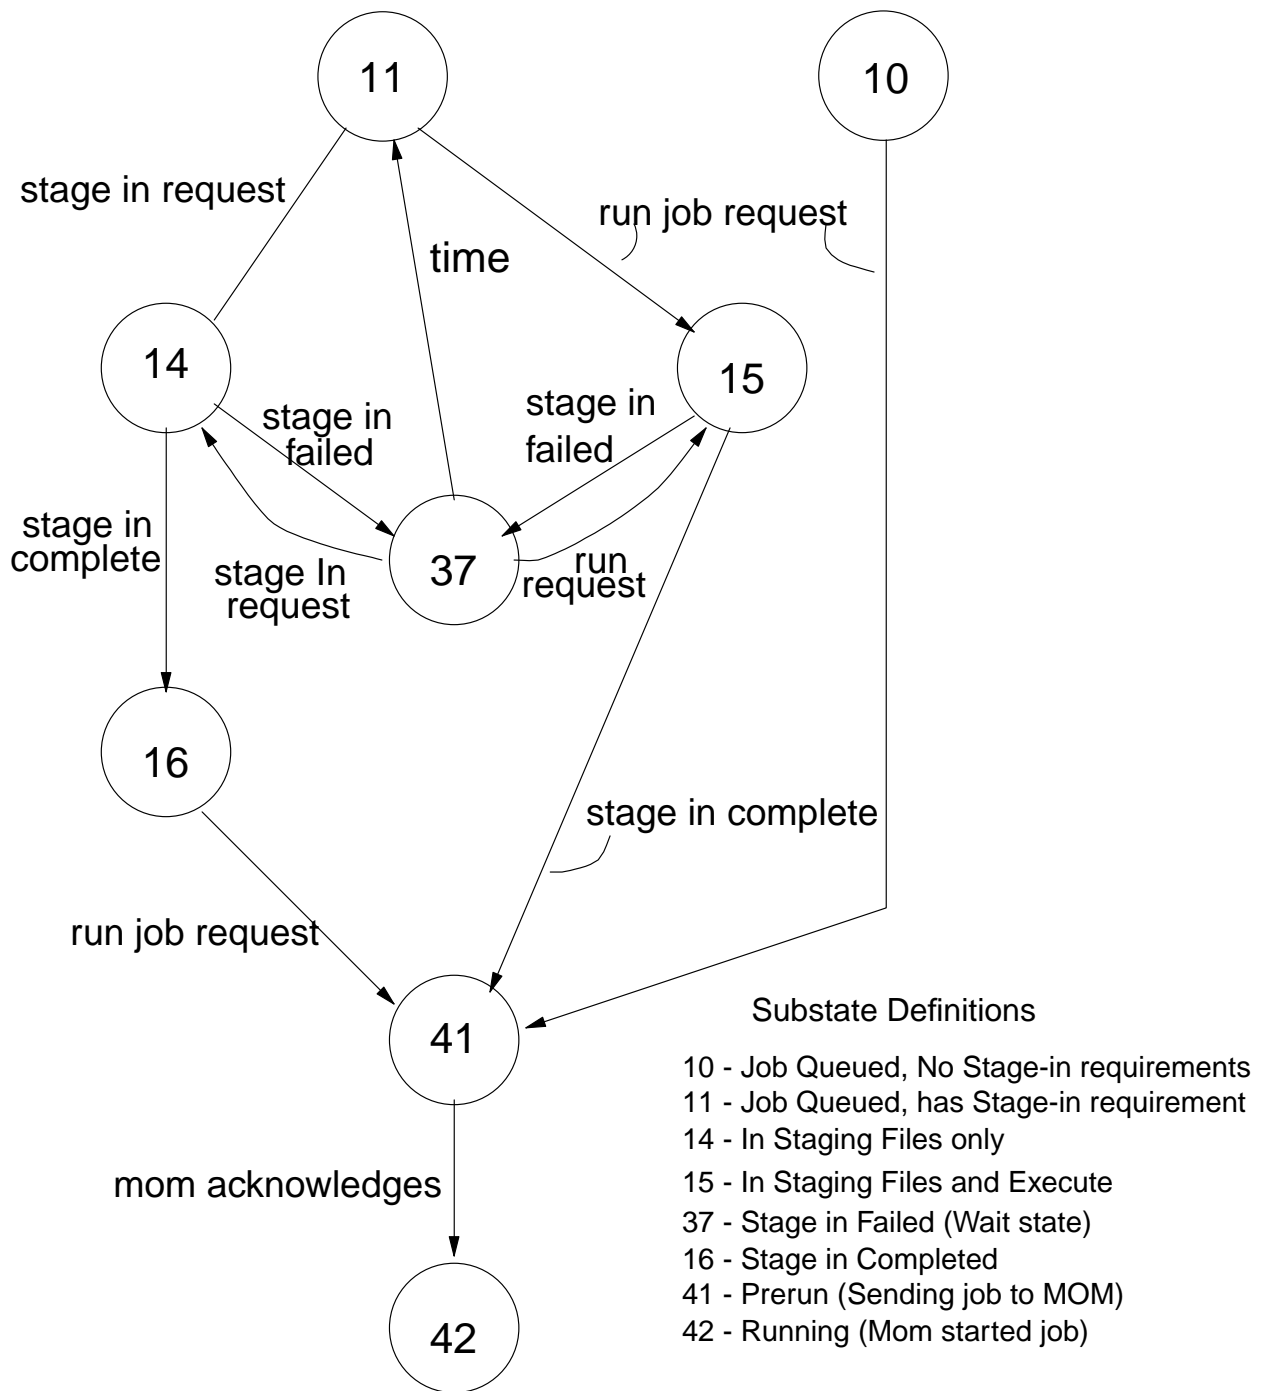 11
10
stage in request
run job request
time
14
15
stage in
failed
stage in
failed
stage in
complete
stage In
request
37
run
request
16
stage in complete
run job request
41
Substate Definitions
10 - Job Queued, No Stage-in requirements
11 - Job Queued, has Stage-in requirement
14 - In Staging Files only
15 - In Staging Files and Execute
37 - Stage in Failed (Wait state)
16 - Stage in Completed
41 - Prerun (Sending job to MOM)
42 - Running (Mom started job)
mom acknowledges
42